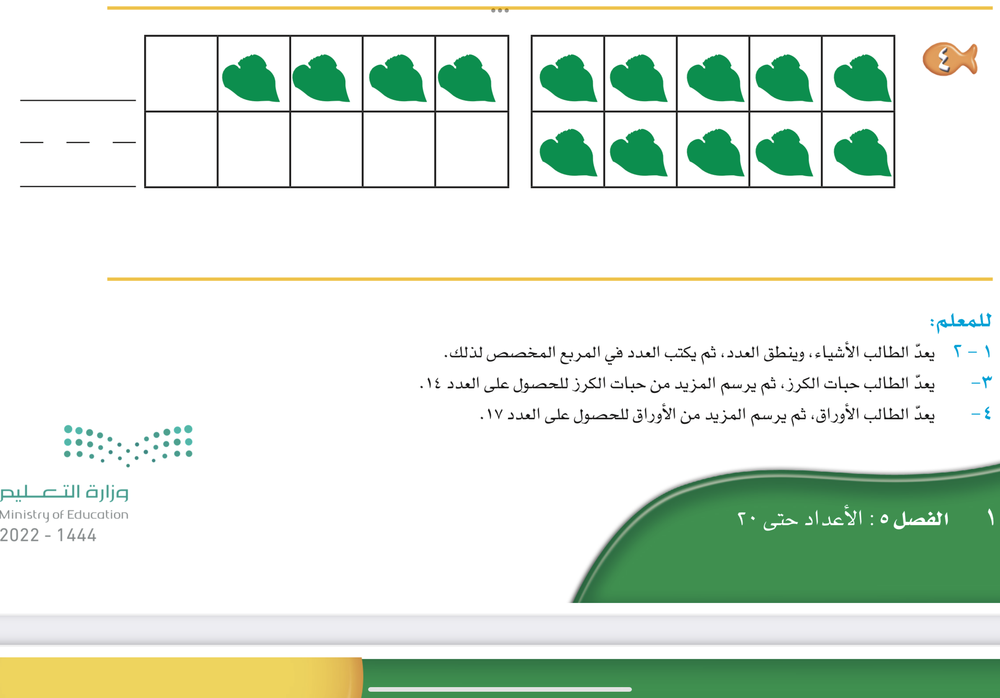 ٤
للمعلم:
١ – ٢ يعدّ الطالب الأشياء، وينطق العدد، ثم يكتب العدد في المربع المخصص لذلك.
٣– يعدّ الطالب حبات الكرز، ثم يرسم المزيد من حبات الكرز للحصول على العدد ١٤.
٤– يعدّ الطالب الأوراق، ثم يرسم المزيد من الأوراق للحصول على العدد ١٧.
وزارة التعليم
Ministry of Education
2022 - 1444
١ الفصل ٥ : الأعداد حتى ٢٠